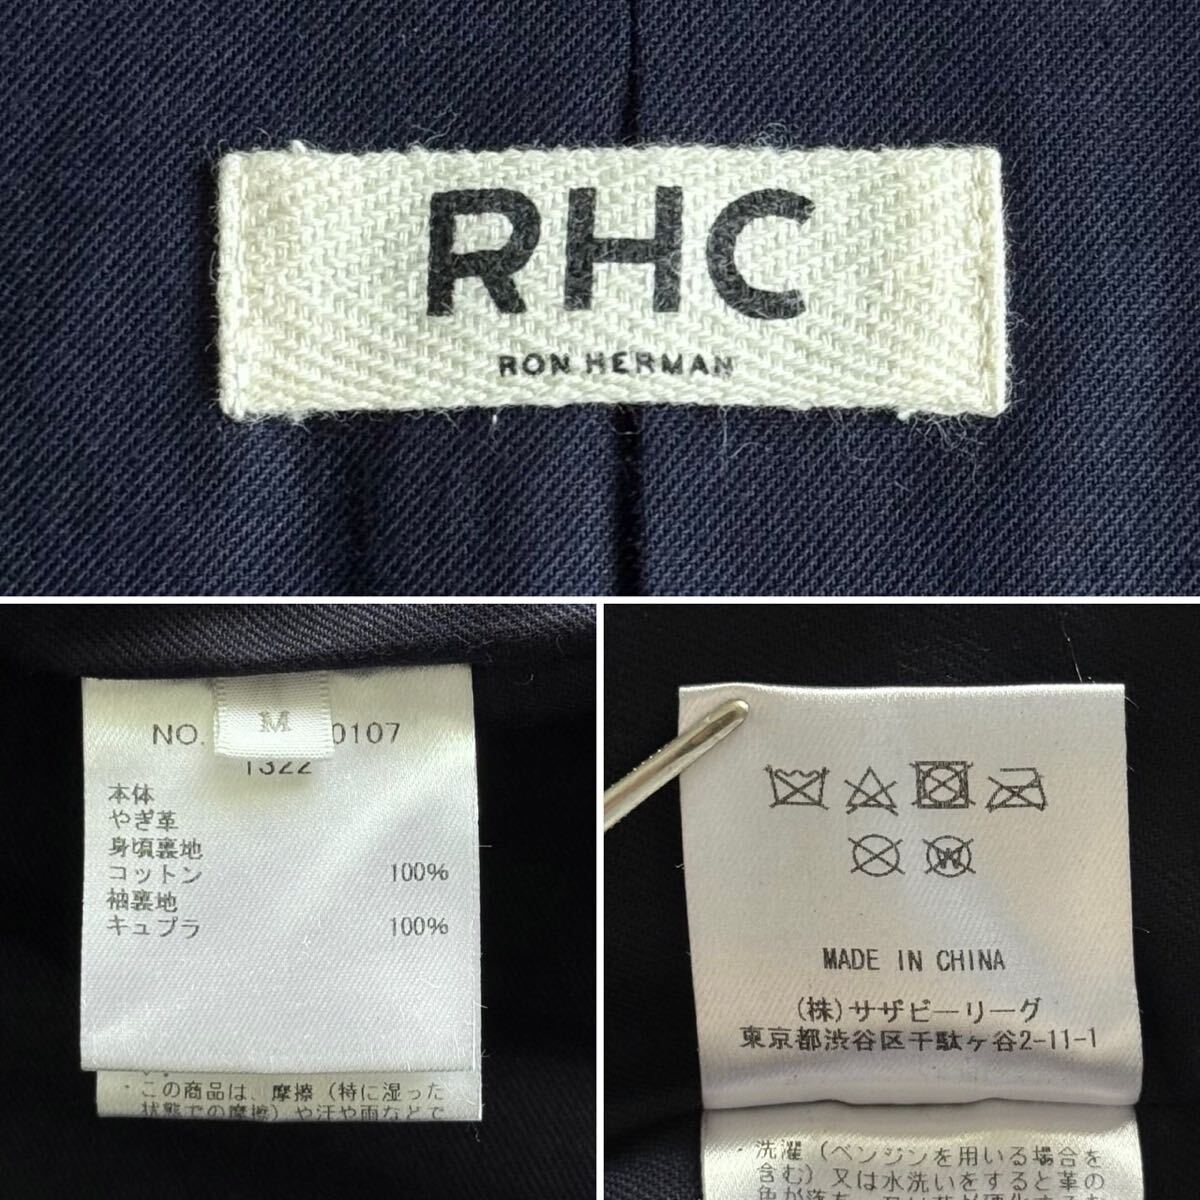 RHC
RON HERMAN
M
NO. 0107
1322
本体
やぎ革
身頃裏地
コットン 100%
袖裏地
キュプラ 100%
・この商品は、摩擦（特に湿った
状態での摩擦）や汗や雨などで
W
MADE IN CHINA
(株)サザビーリーグ
東京都渋谷区千駄ヶ谷2-11-1
・洗濯（ベンジンを用いる場合を
含む）又は水洗いをすると革の